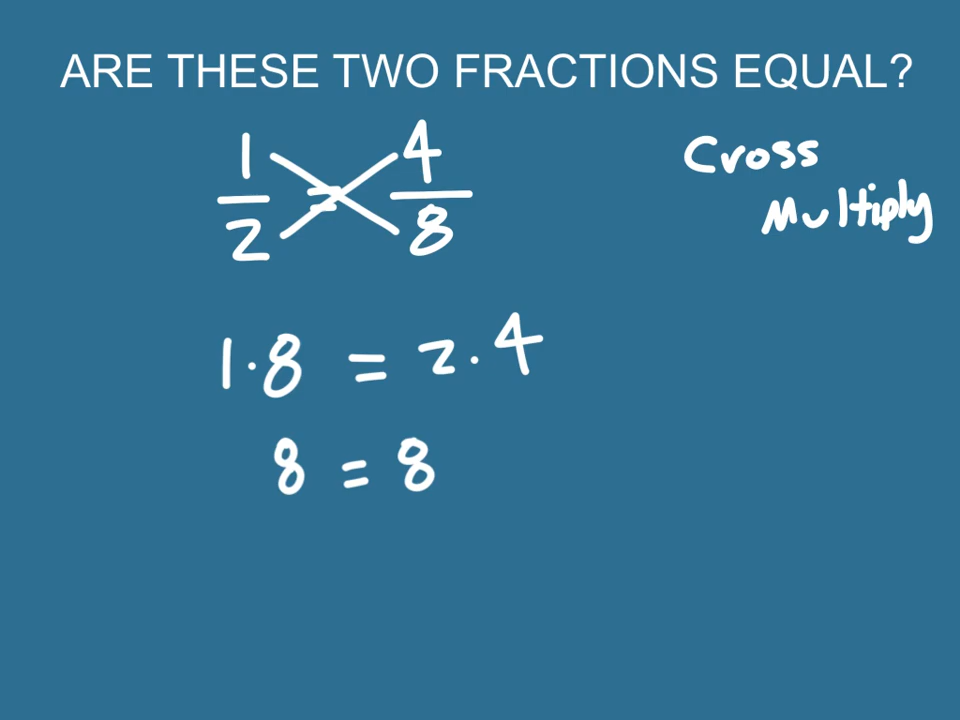 ARE THESE TWO FRACTIONS EQUAL?
1/2 = 4/8
Cross
Multiply
1·8 = 2·4
8 = 8